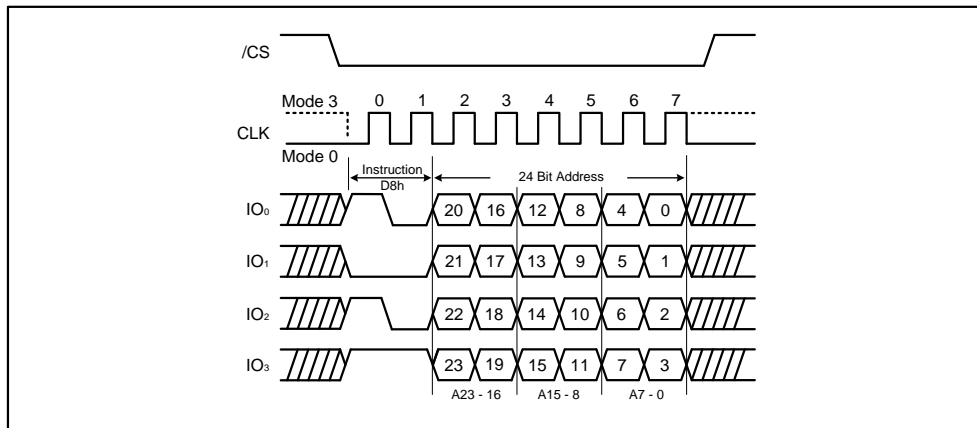 /CS
Mode 3 0 1 2 3 4 5 6 7
CLK
Mode 0
Instruction 24 Bit Address
D8h
IO₀ 20 16 12 8 4 0
IO₁ 21 17 13 9 5 1
IO₂ 22 18 14 10 6 2
IO₃ 23 19 15 11 7 3
A23 - 16 A15 - 8 A7 - 0